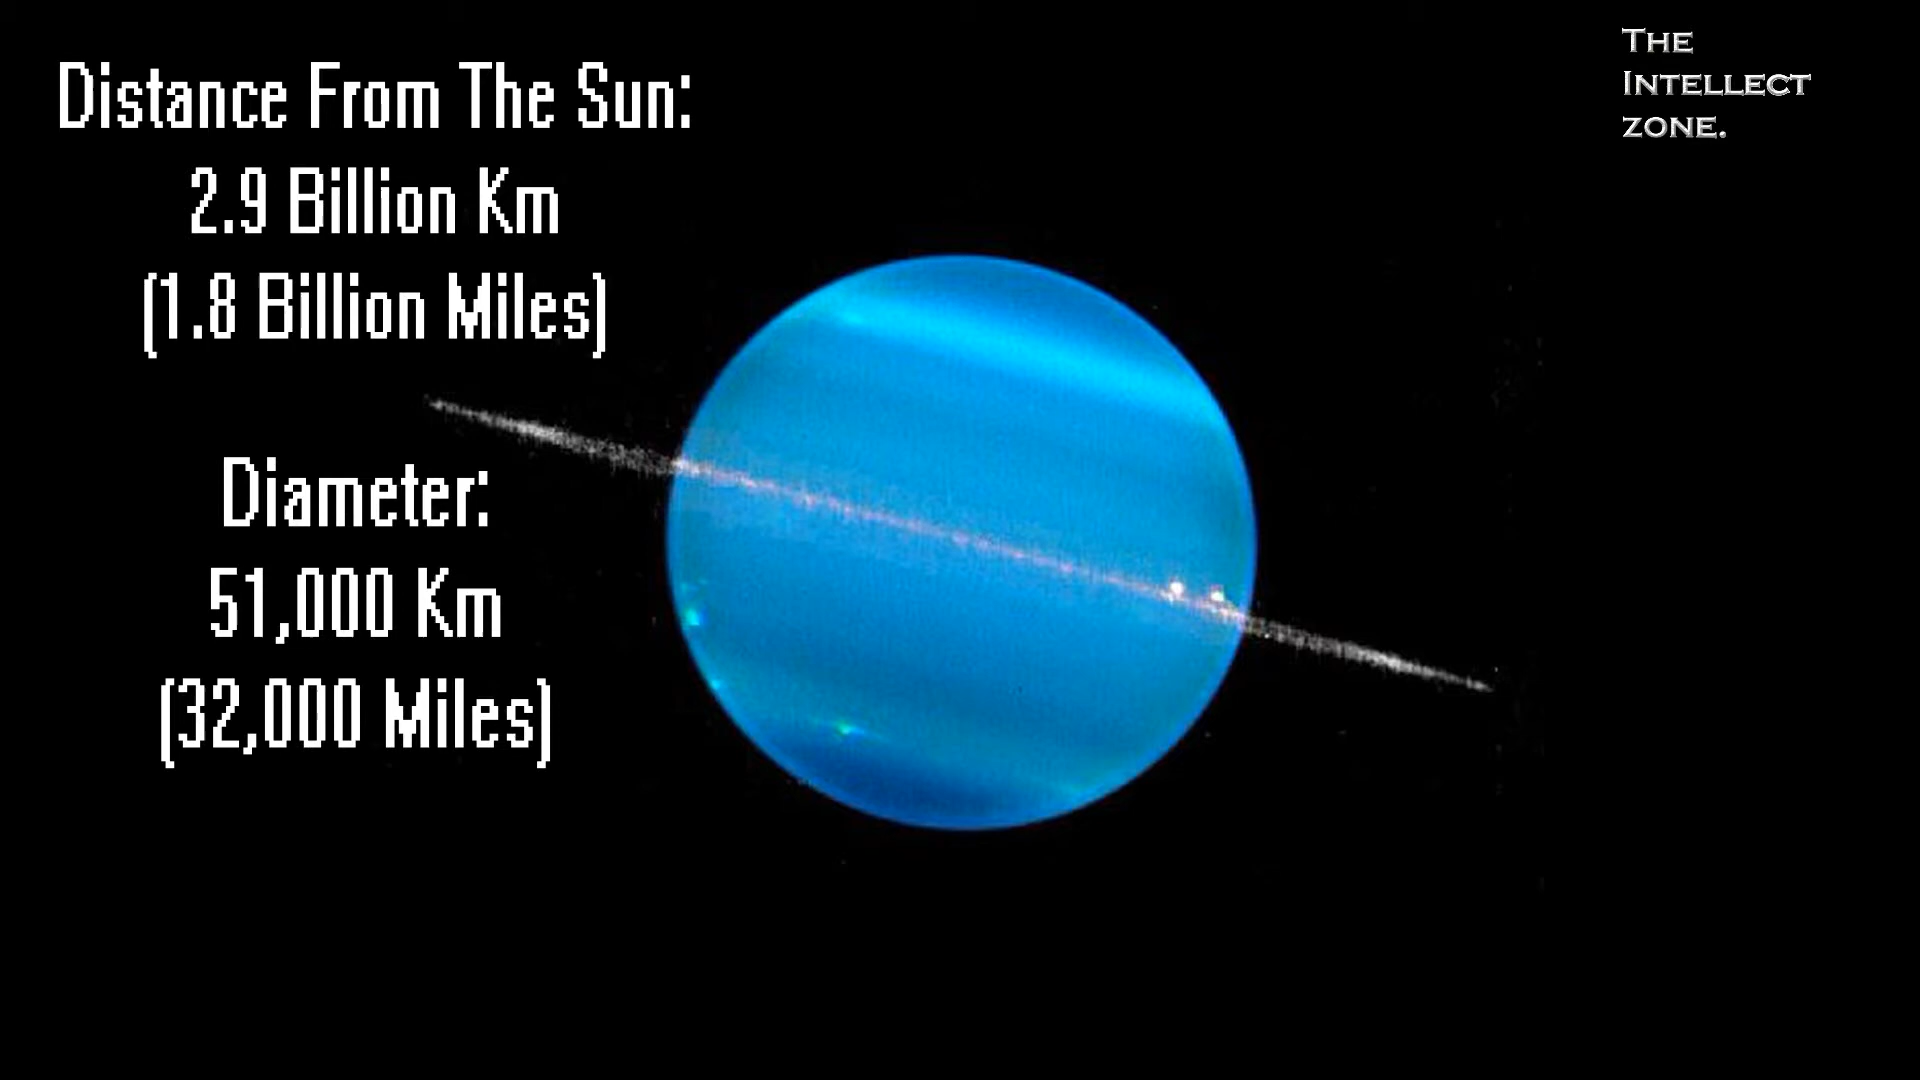 Distance From The Sun:
2.9 Billion Km
(1.8 Billion Miles)
Diameter:
51,000 Km
(32,000 Miles)
The
Intellect
zone.